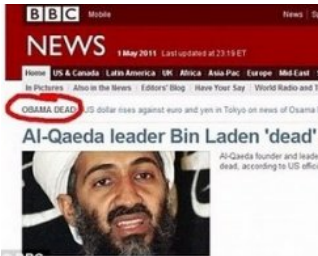 BBC Mobile News
NEWS 1 May 2011 Last updated at 23:19 ET
Home US & Canada Latin America UK Africa Asia-Pac Europe Mid-East
In Pictures Also in the News Editors' Blog Have Your Say World Radio and
OBAMA DEAD US dollar rises against euro and yen in Tokyo on news of Osama
Al-Qaeda leader Bin Laden 'dead'
Al-Qaeda founder and leade
dead, according to US offici